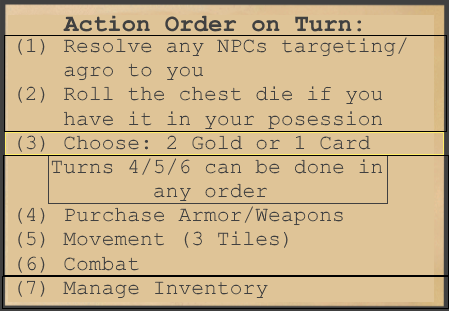 Action Order on Turn:
(1) Resolve any NPCs targeting/
agro to you
(2) Roll the chest die if you
have it in your posession
(3) Choose: 2 Gold or 1 Card
Turns 4/5/6 can be done in
any order
(4) Purchase Armor/Weapons
(5) Movement (3 Tiles)
(6) Combat
(7) Manage Inventory